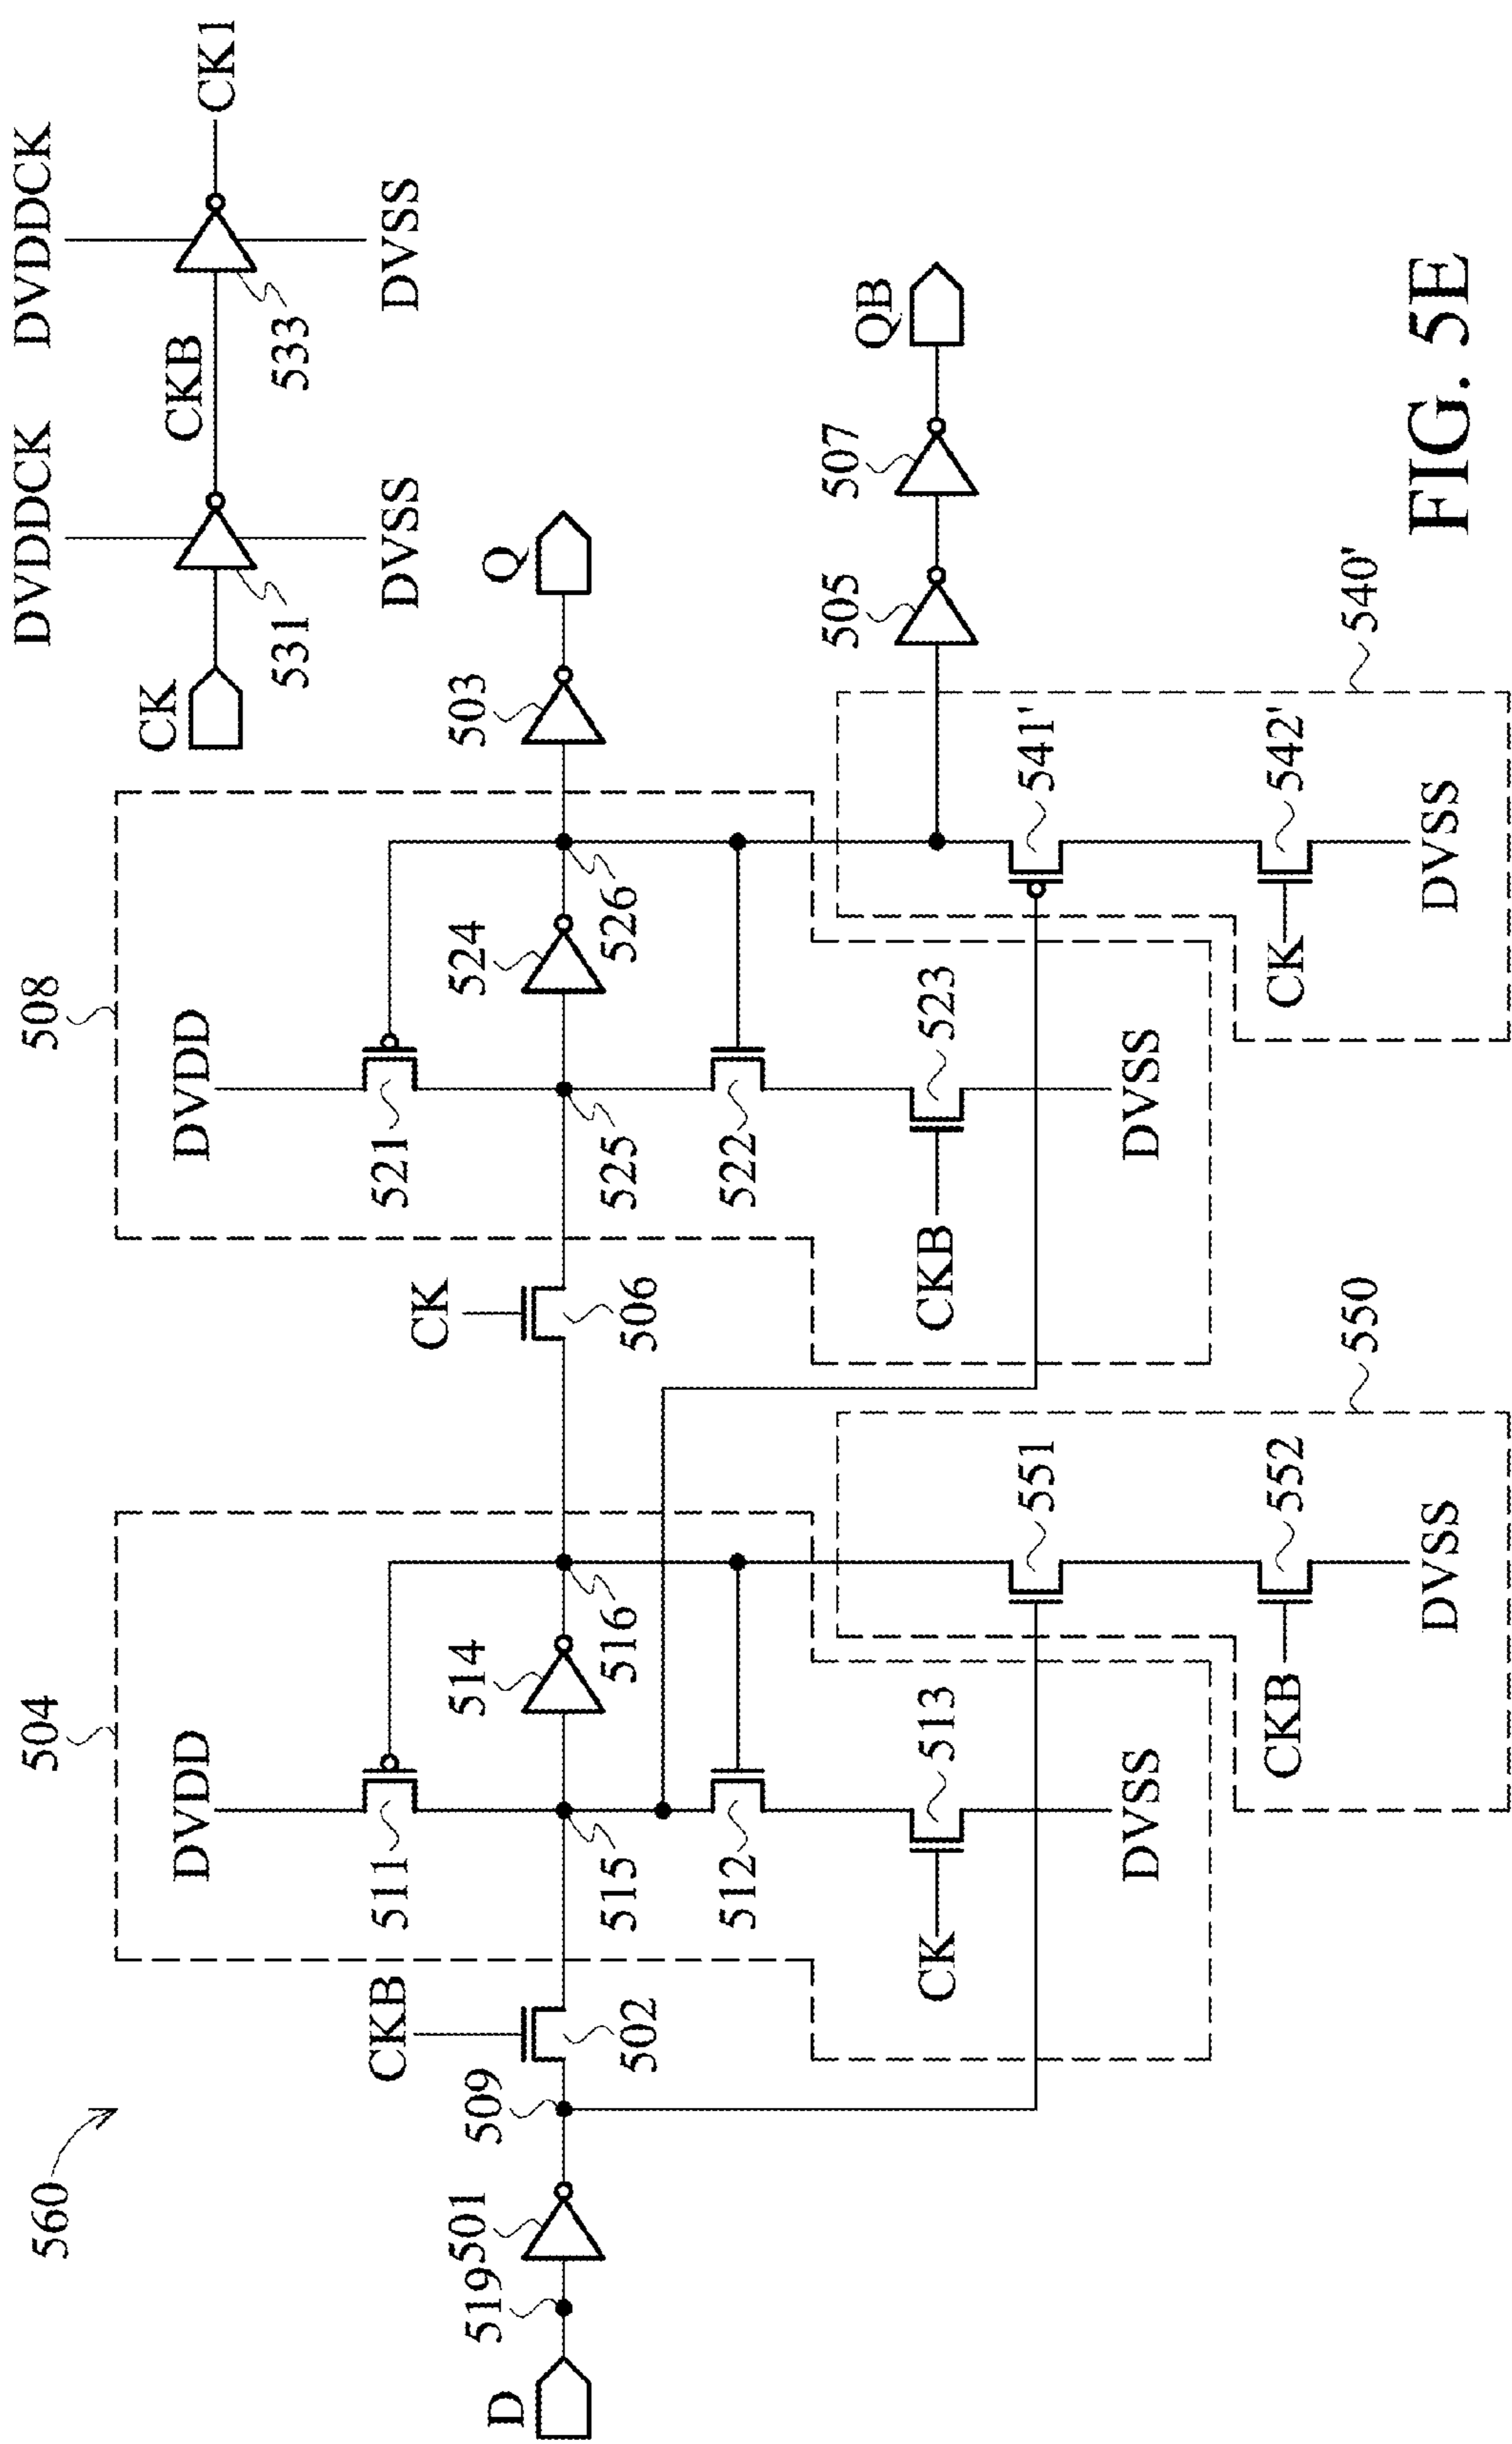 560
504
508
DVDD
DVDD
DVDDCK
DVDDCK
CK
CKB
CK1
531
533
DVSS
DVSS
511
521
CKB
CK
D
519
501
509
502
515
514
516
506
525
524
526
503
Q
512
522
CK
513
CKB
523
505
507
QB
551
541'
DVSS
DVSS
CKB
552
CK
542'
DVSS
DVSS
550
540'
FIG. 5E